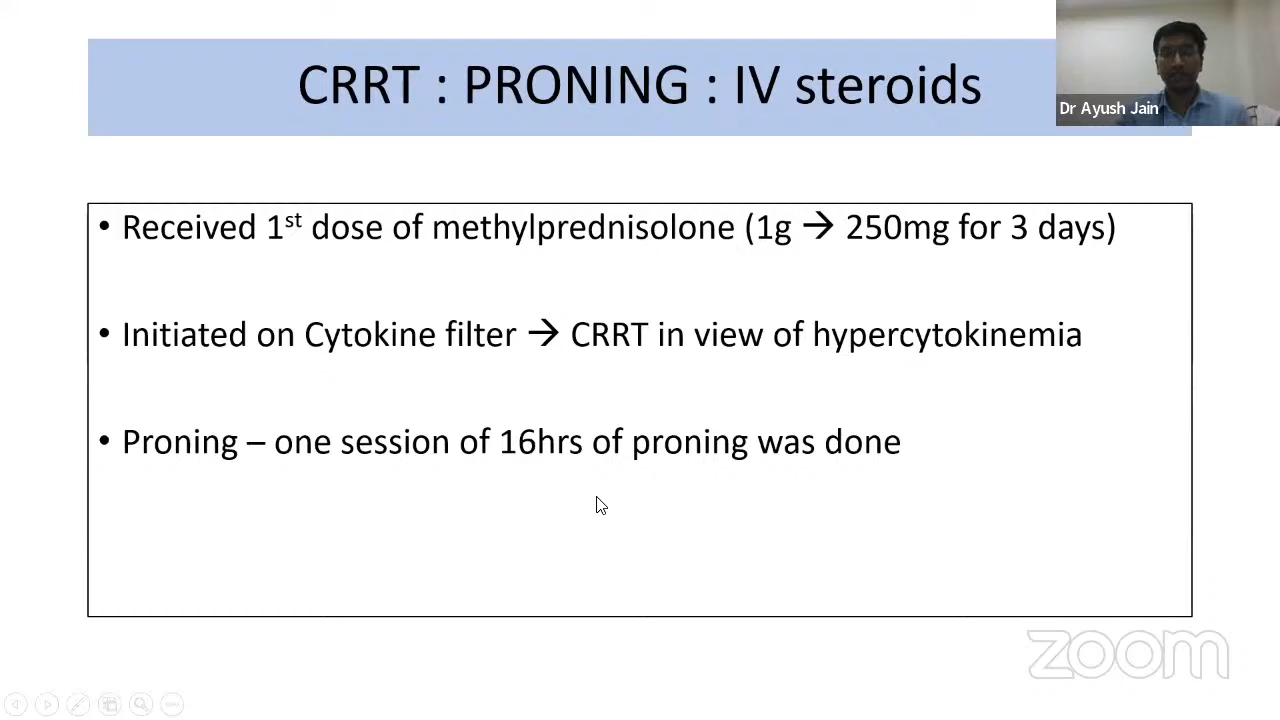 CRRT : PRONING : IV steroids
Dr Ayush Jain
• Received 1st dose of methylprednisolone (1g → 250mg for 3 days)
• Initiated on Cytokine filter → CRRT in view of hypercytokinemia
• Proning – one session of 16hrs of proning was done
zoom